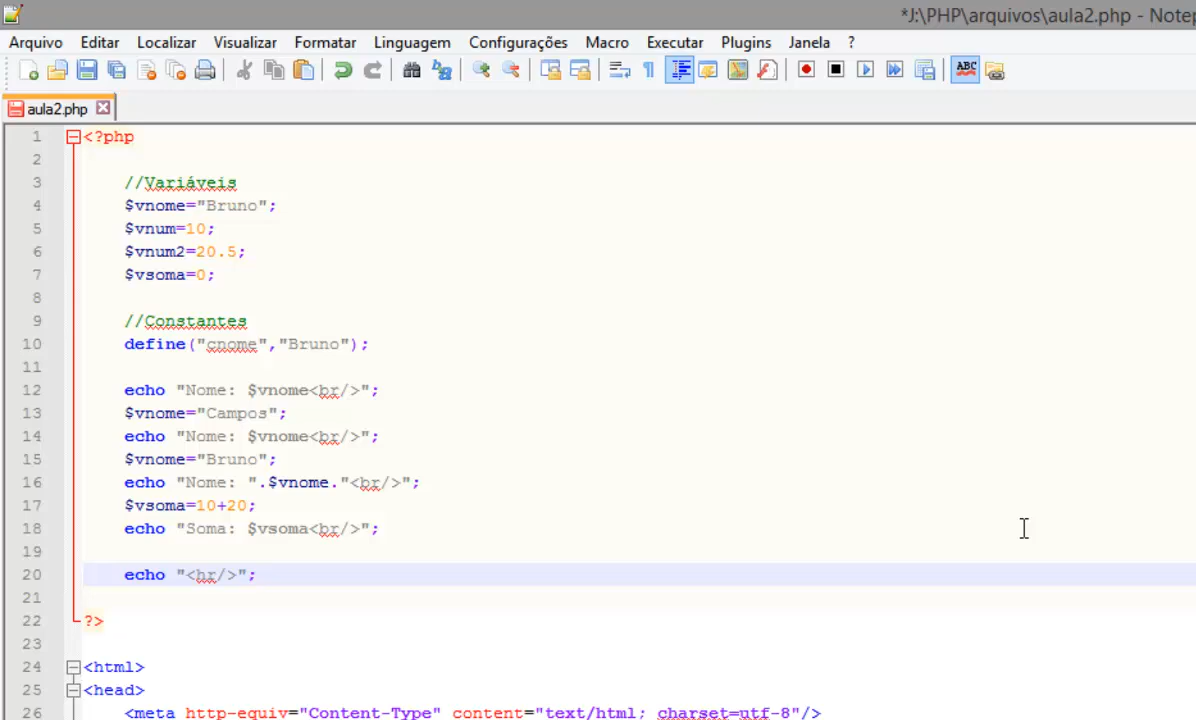 *J:\PHP\arquivos\aula2.php - Notep
Arquivo Editar Localizar Visualizar Formatar Linguagem Configurações Macro Executar Plugins Janela ?
ABC
aula2.php
1 <?php
2
3 //Variáveis
4 $vnome="Bruno";
5 $vnum=10;
6 $vnum2=20.5;
7 $vsoma=0;
8
9 //Constantes
10 define("cnome","Bruno");
11
12 echo "Nome: $vnome<br/>";
13 $vnome="Campos";
14 echo "Nome: $vnome<br/>";
15 $vnome="Bruno";
16 echo "Nome: ".$vnome."<br/>";
17 $vsoma=10+20;
18 echo "Soma: $vsoma<br/>";
19
20 echo "<hr/>";
21
22 ?>
23
24 <html>
25 <head>
26 <meta http-equiv="Content-Type" content="text/html; charset=utf-8"/>